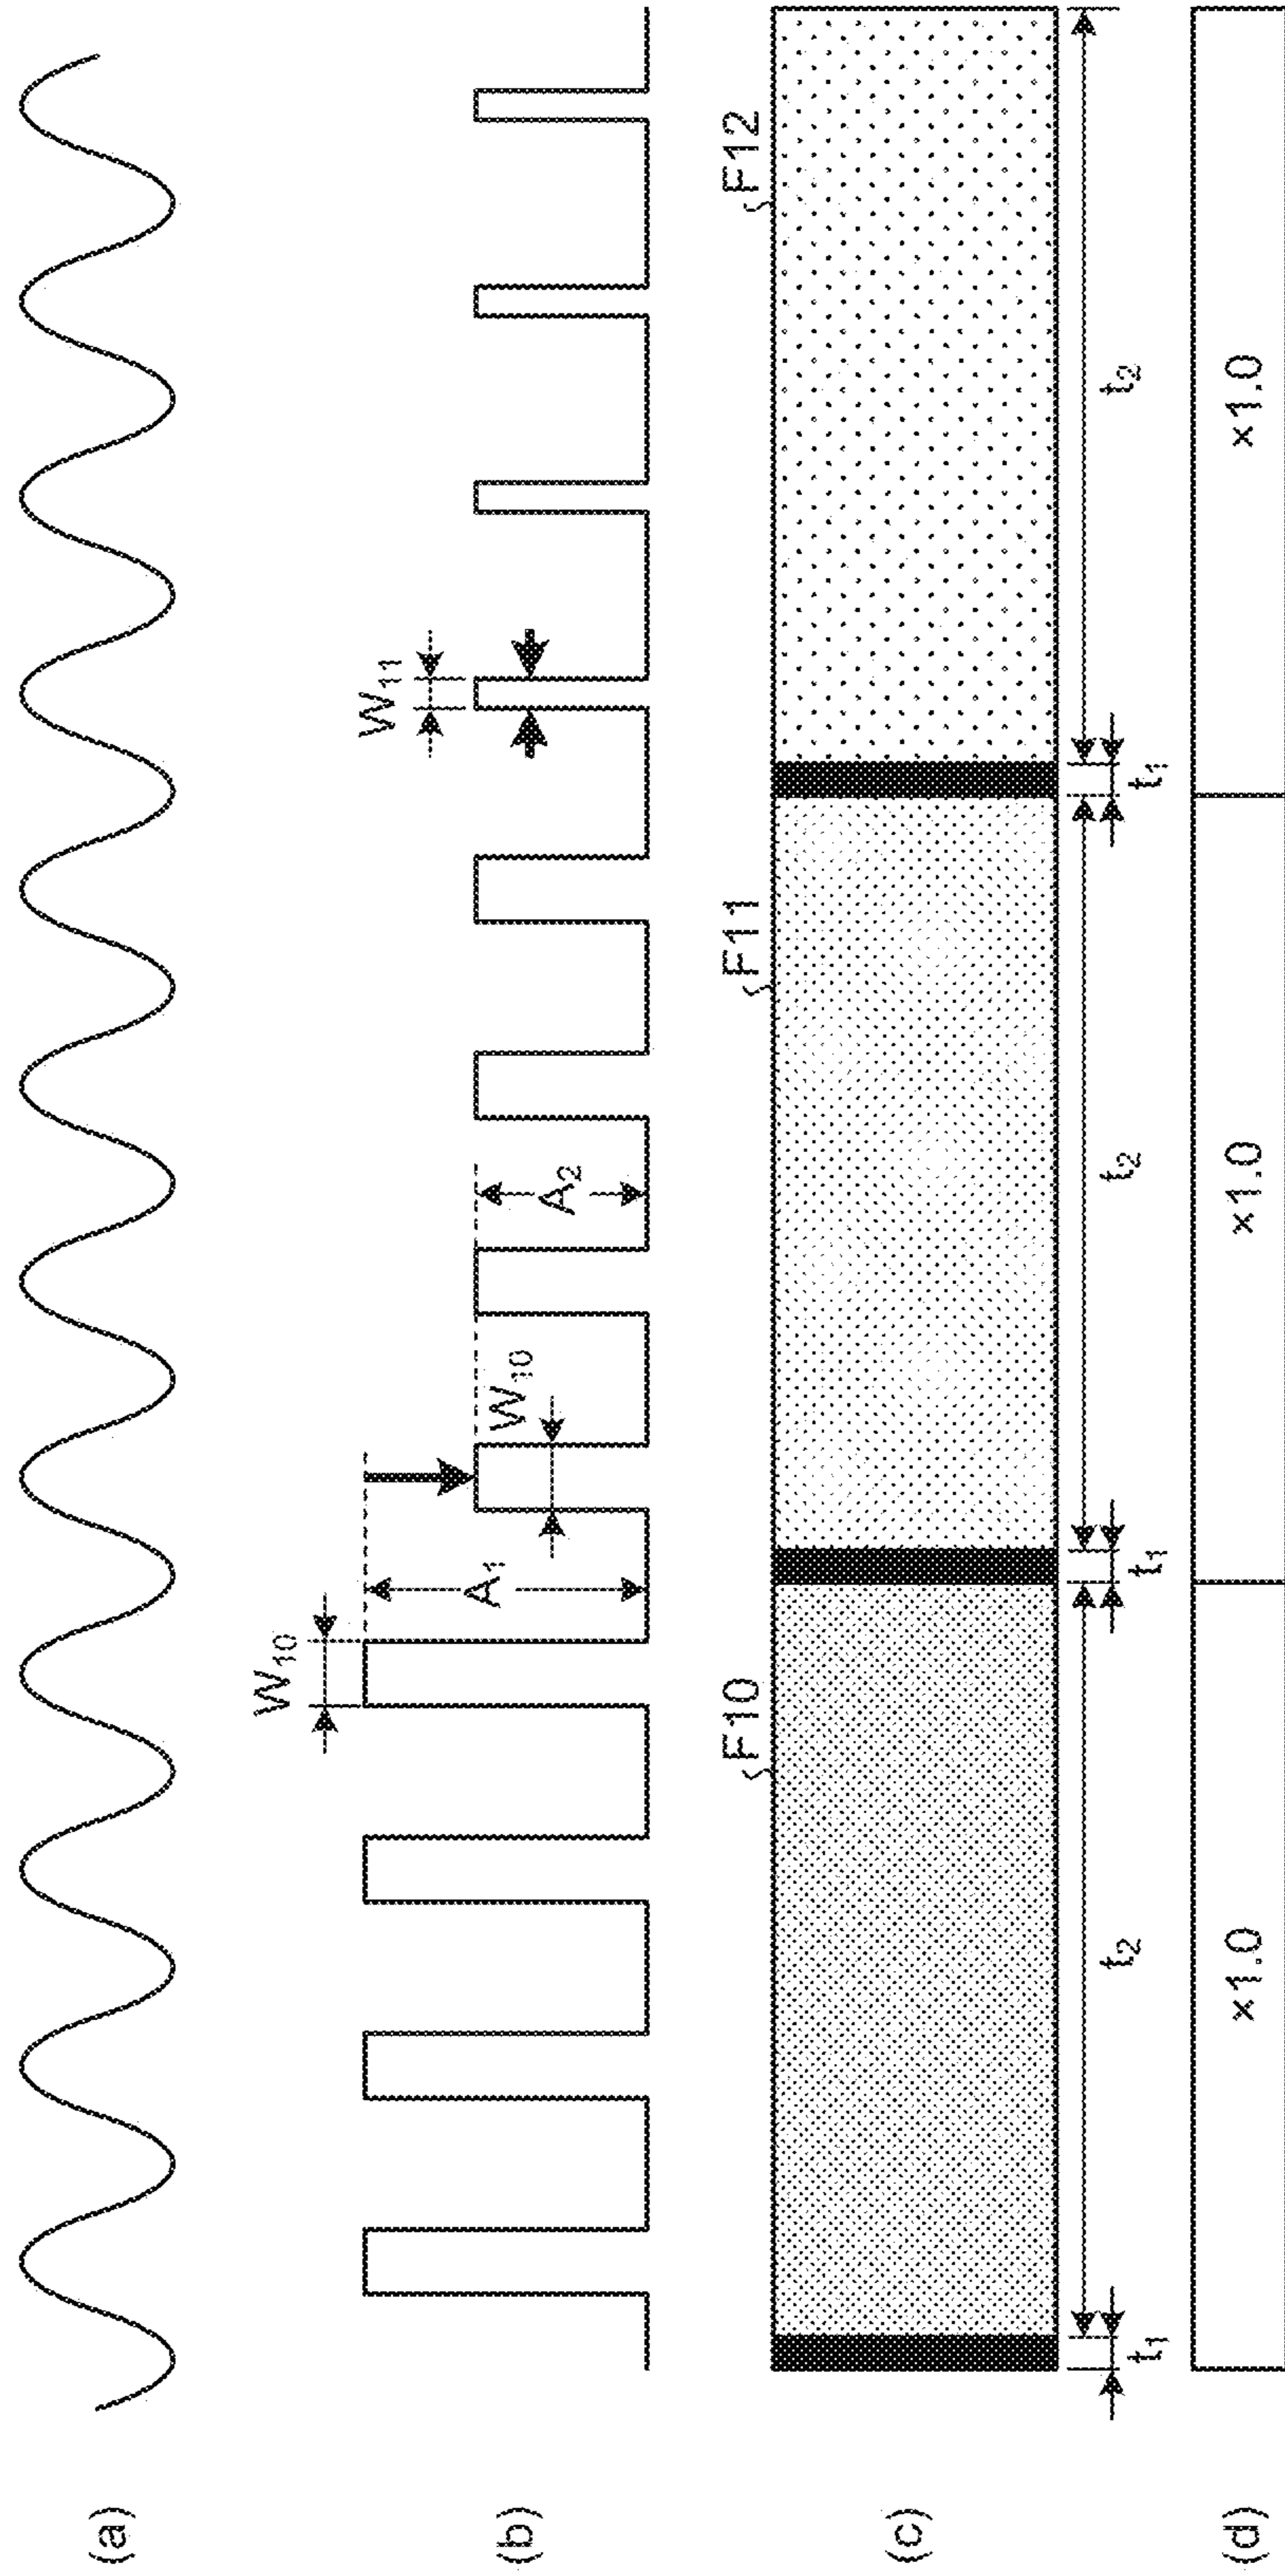 (a)
(b)
W₁₀
A₁
W₁₀
A₂
W₁₁
(c)
F10
F11
F12
t₁
t₂
t₁
t₂
t₁
t₂
(d)
×1.0
×1.0
×1.0